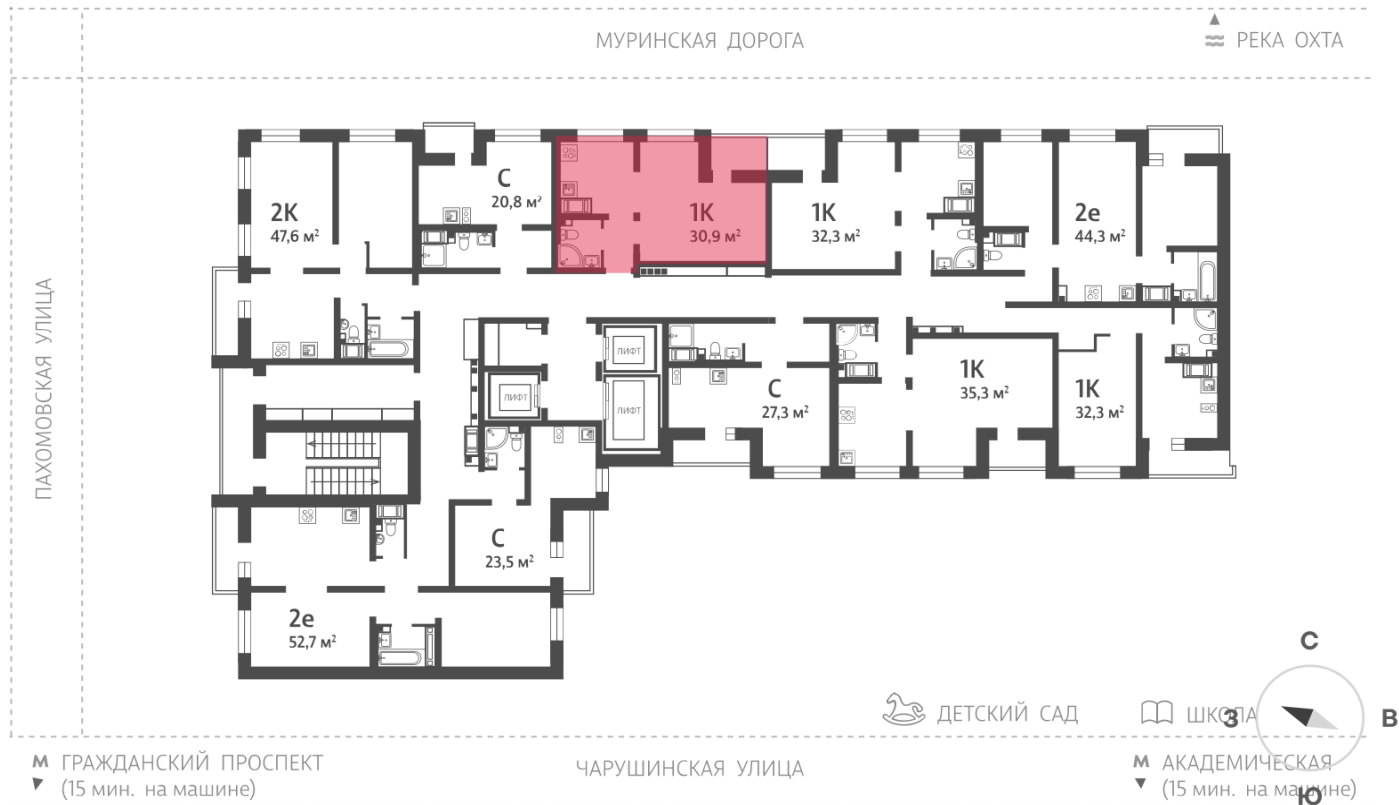 МУРИНСКАЯ ДОРОГА
РЕКА ОХТА
ПАХОМОВСКАЯ УЛИЦА
2К
47,6 м²
С
20,8 м²
1К
30,9 м²
1К
32,3 м²
2е
44,3 м²
ЛИФТ
ЛИФТ
ЛИФТ
С
27,3 м²
1К
35,3 м²
1К
32,3 м²
С
23,5 м²
2е
52,7 м²
ДЕТСКИЙ САД
ШКОЛА
С
З
В
Ю
М ГРАЖДАНСКИЙ ПРОСПЕКТ
(15 мин. на машине)
ЧАРУШИНСКАЯ УЛИЦА
М АКАДЕМИЧЕСКАЯ
(15 мин. на машине)